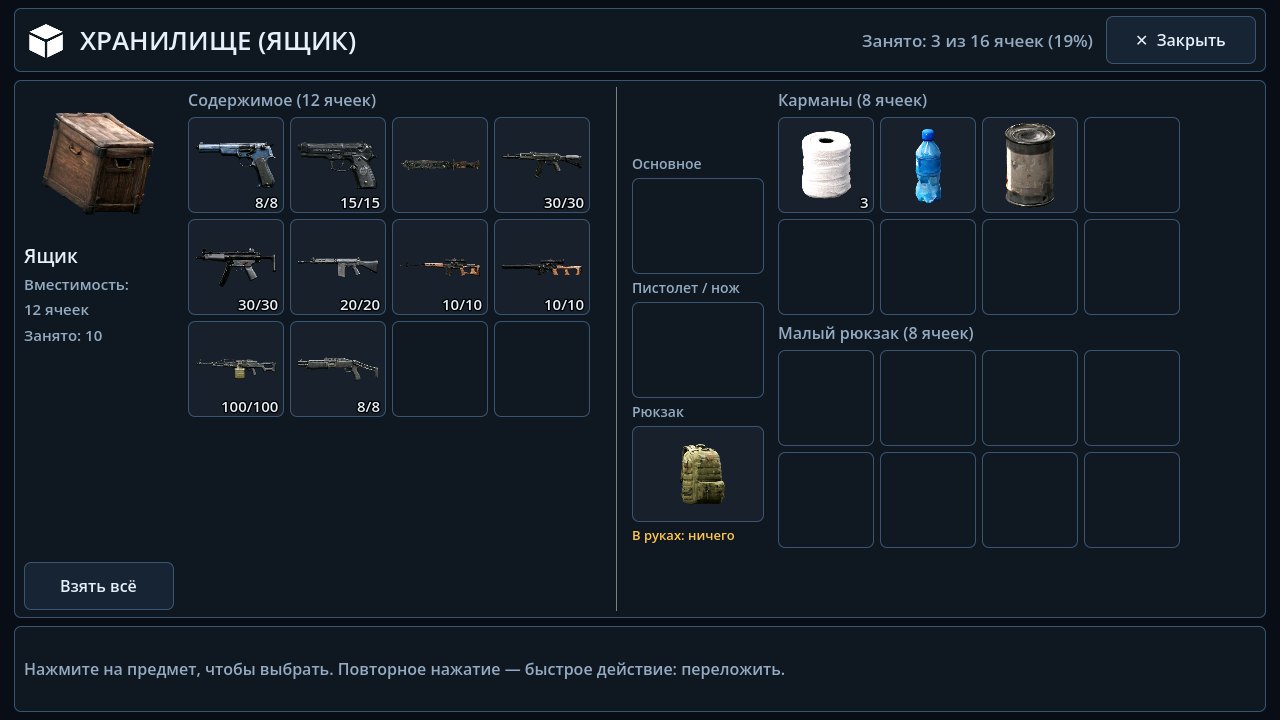 ХРАНИЛИЩЕ (ЯЩИК)
Занято: 3 из 16 ячеек (19%)
✕ Закрыть
Содержимое (12 ячеек)
8/8
15/15
30/30
30/30
20/20
10/10
10/10
100/100
8/8
Ящик
Вместимость:
12 ячеек
Занято: 10
Взять всё
Основное
Пистолет / нож
Рюкзак
В руках: ничего
Карманы (8 ячеек)
3
Малый рюкзак (8 ячеек)
Нажмите на предмет, чтобы выбрать. Повторное нажатие — быстрое действие: переложить.